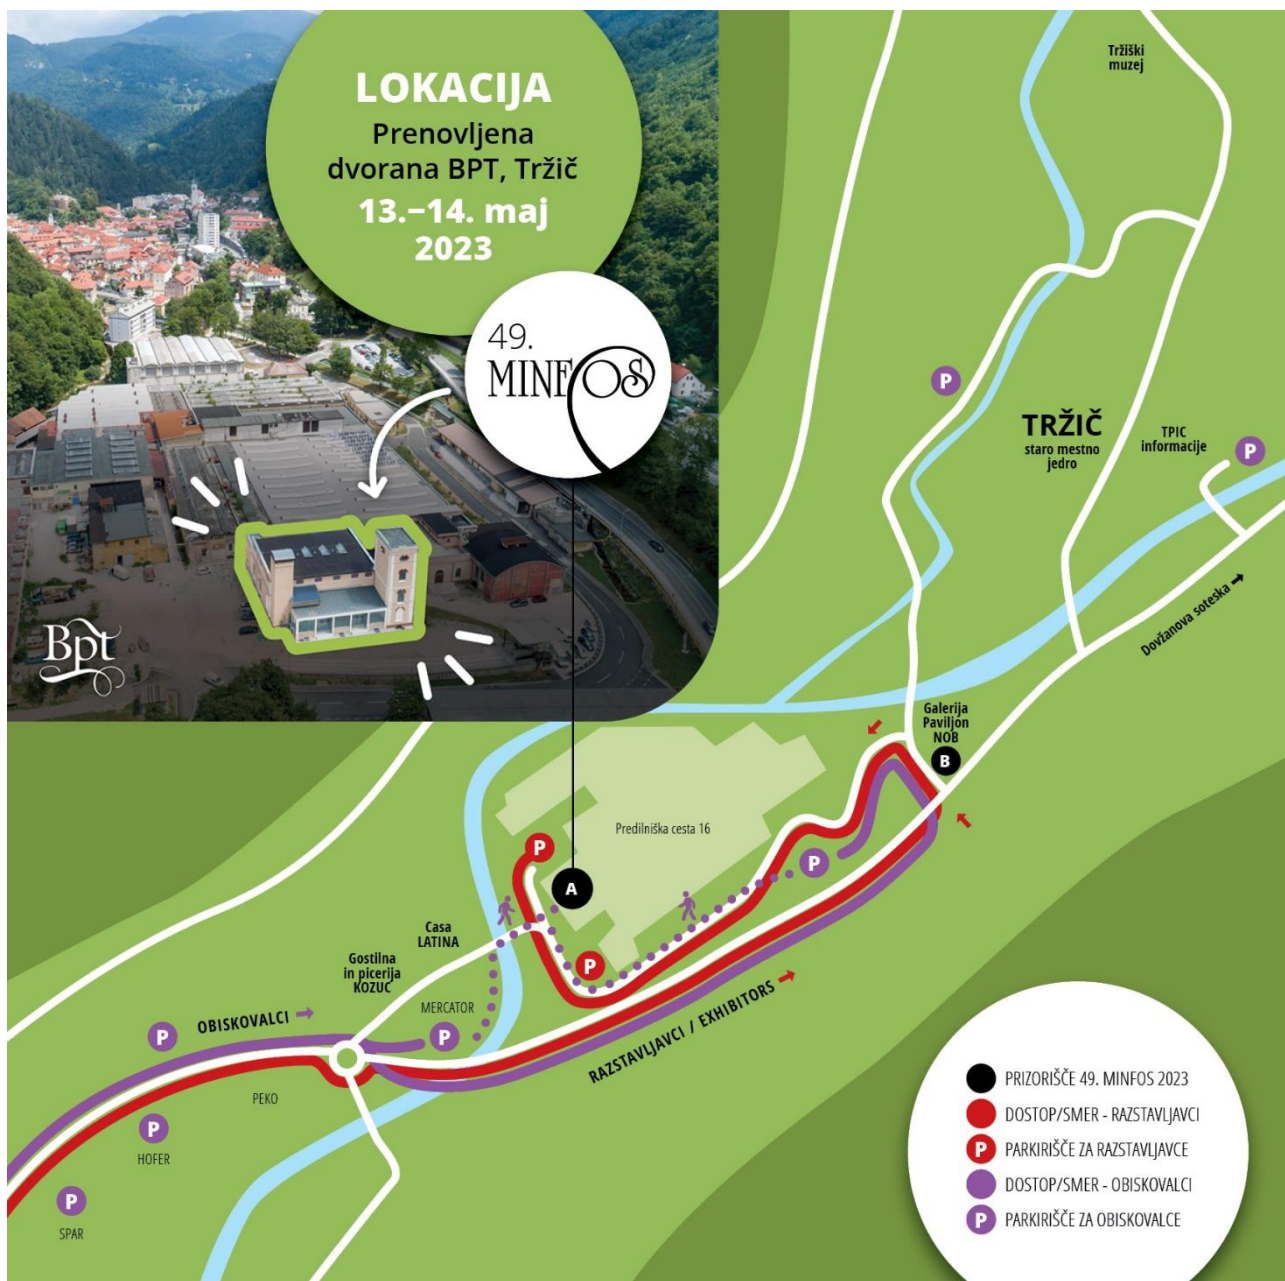 LOKACIJA
Prenovljena
dvorana BPT, Tržič
13.–14. maj
2023
49.
MINFOS
Bpt
Tržiški
muzej
P
TRŽIČ
staro mestno
jedro
TPIC
informacije
P
Dovžanova soteska
Galerija
Paviljon
NOB
B
Predilniška cesta 16
P
A
P
P
Casa
LATINA
Gostilna
in picerija
KOZUC
MERCATOR
P
OBISKOVALCI
P
RAZSTAVLJAVCI / EXHIBITORS
PEKO
P
HOFER
P
SPAR
PRIZORIŠČE 49. MINFOS 2023
DOSTOP/SMER - RAZSTAVLJAVCI
P PARKIRIŠČE ZA RAZSTAVLJAVCE
DOSTOP/SMER - OBISKOVALCI
P PARKIRIŠČE ZA OBISKOVALCE